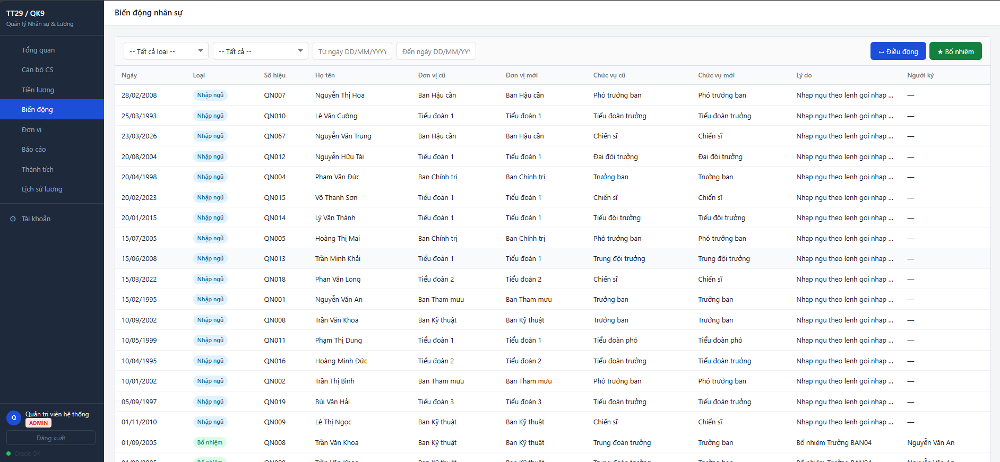 TT29 / QK9
Quản lý Nhân sự & Lương
Tổng quan
Cán bộ CS
Tiền lương
Biến động
Đơn vị
Báo cáo
Thành tích
Lịch sử lương
Tài khoản
Quản trị viên hệ thống
Q
ADMIN
Đăng xuất
Oracle OK
Biến động nhân sự
-- Tất cả loại -- -- Tất cả -- Từ ngày DD/MM/YYYY Đến ngày DD/MM/YYY ↔ Điều động ★ Bổ nhiệm
Ngày Loại Số hiệu Họ tên Đơn vị cũ Đơn vị mới Chức vụ cũ Chức vụ mới Lý do Người ký
28/02/2008 Nhập ngũ QN007 Nguyễn Thị Hoa Ban Hậu cần Ban Hậu cần Phó trưởng ban Phó trưởng ban Nhap ngu theo lenh goi nhap ... —
25/03/1993 Nhập ngũ QN010 Lê Văn Cường Tiểu đoàn 1 Tiểu đoàn 1 Tiểu đoàn trưởng Tiểu đoàn trưởng Nhap ngu theo lenh goi nhap ... —
23/03/2026 Nhập ngũ QN067 Nguyễn Văn Trung Ban Hậu cần Ban Hậu cần Chiến sĩ Chiến sĩ Nhap ngu theo lenh goi nhap ... —
20/08/2004 Nhập ngũ QN012 Nguyễn Hữu Tài Tiểu đoàn 1 Tiểu đoàn 1 Đại đội trưởng Đại đội trưởng Nhap ngu theo lenh goi nhap ... —
20/04/1998 Nhập ngũ QN004 Phạm Văn Đức Ban Chính trị Ban Chính trị Trưởng ban Trưởng ban Nhap ngu theo lenh goi nhap ... —
20/02/2023 Nhập ngũ QN015 Võ Thanh Sơn Tiểu đoàn 1 Tiểu đoàn 1 Chiến sĩ Chiến sĩ Nhap ngu theo lenh goi nhap ... —
20/01/2015 Nhập ngũ QN014 Lý Văn Thành Tiểu đoàn 1 Tiểu đoàn 1 Tiểu đội trưởng Tiểu đội trưởng Nhap ngu theo lenh goi nhap ... —
15/07/2005 Nhập ngũ QN005 Hoàng Thị Mai Ban Chính trị Ban Chính trị Phó trưởng ban Phó trưởng ban Nhap ngu theo lenh goi nhap ... —
15/06/2008 Nhập ngũ QN013 Trần Minh Khải Tiểu đoàn 1 Tiểu đoàn 1 Trung đội trưởng Trung đội trưởng Nhap ngu theo lenh goi nhap ... —
15/03/2022 Nhập ngũ QN018 Phan Văn Long Tiểu đoàn 2 Tiểu đoàn 2 Chiến sĩ Chiến sĩ Nhap ngu theo lenh goi nhap ... —
15/02/1995 Nhập ngũ QN001 Nguyễn Văn An Ban Tham mưu Ban Tham mưu Trưởng ban Trưởng ban Nhap ngu theo lenh goi nhap ... —
10/09/2002 Nhập ngũ QN008 Trần Văn Khoa Ban Kỹ thuật Ban Kỹ thuật Trưởng ban Trưởng ban Nhap ngu theo lenh goi nhap ... —
10/05/1999 Nhập ngũ QN011 Phạm Thị Dung Tiểu đoàn 1 Tiểu đoàn 1 Tiểu đoàn phó Tiểu đoàn phó Nhap ngu theo lenh goi nhap ... —
10/04/1995 Nhập ngũ QN016 Hoàng Minh Đức Tiểu đoàn 2 Tiểu đoàn 2 Tiểu đoàn trưởng Tiểu đoàn trưởng Nhap ngu theo lenh goi nhap ... —
10/01/2002 Nhập ngũ QN002 Trần Thị Bình Ban Tham mưu Ban Tham mưu Phó trưởng ban Phó trưởng ban Nhap ngu theo lenh goi nhap ... —
05/09/1997 Nhập ngũ QN019 Bùi Văn Hải Tiểu đoàn 3 Tiểu đoàn 3 Tiểu đoàn trưởng Tiểu đoàn trưởng Nhap ngu theo lenh goi nhap ... —
01/11/2010 Nhập ngũ QN009 Lê Thị Ngọc Ban Kỹ thuật Ban Kỹ thuật Chiến sĩ Chiến sĩ Nhap ngu theo lenh goi nhap ... —
01/09/2005 Bổ nhiệm QN008 Trần Văn Khoa Ban Kỹ thuật Ban Kỹ thuật Trung đoàn trưởng Trưởng ban Bổ nhiệm Trưởng BAN04 Nguyễn Văn An